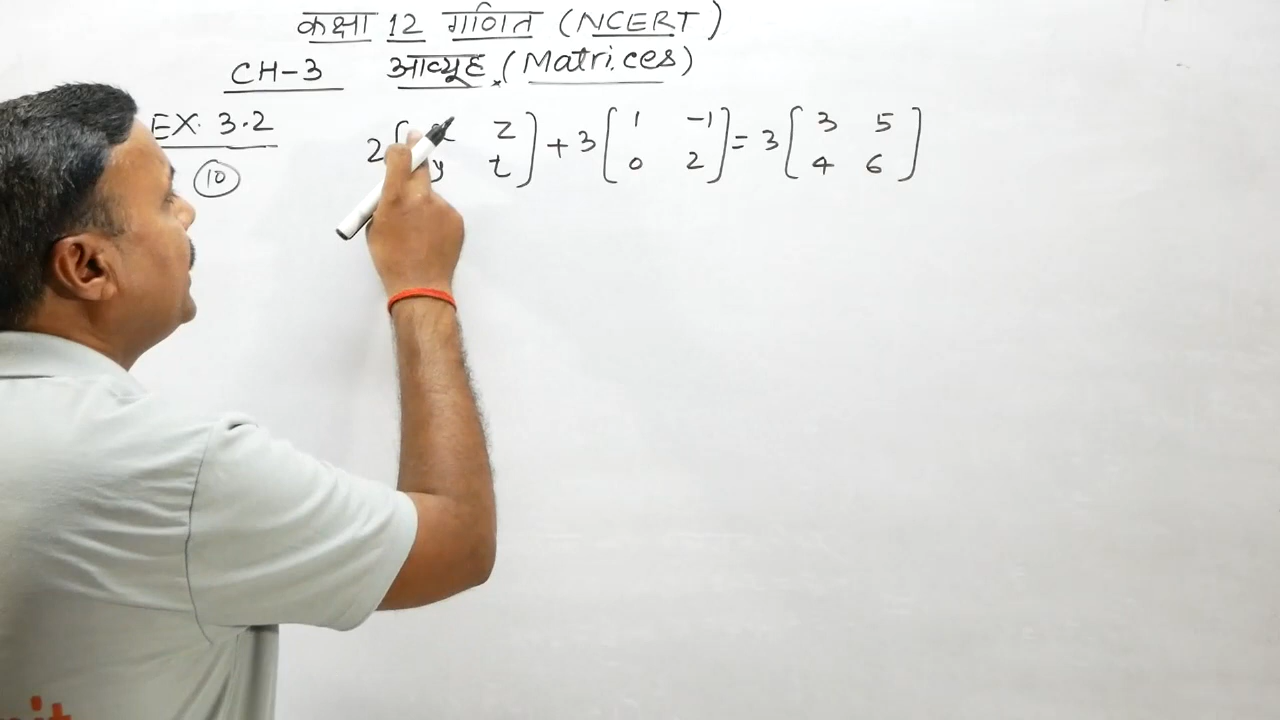 कक्षा 12 गणित (NCERT)
CH-3 आव्यूह (Matrices)
EX. 3.2
(10) 2[x z] + 3[1 -1] = 3[3 5]
[y t] [0 2] [4 6]